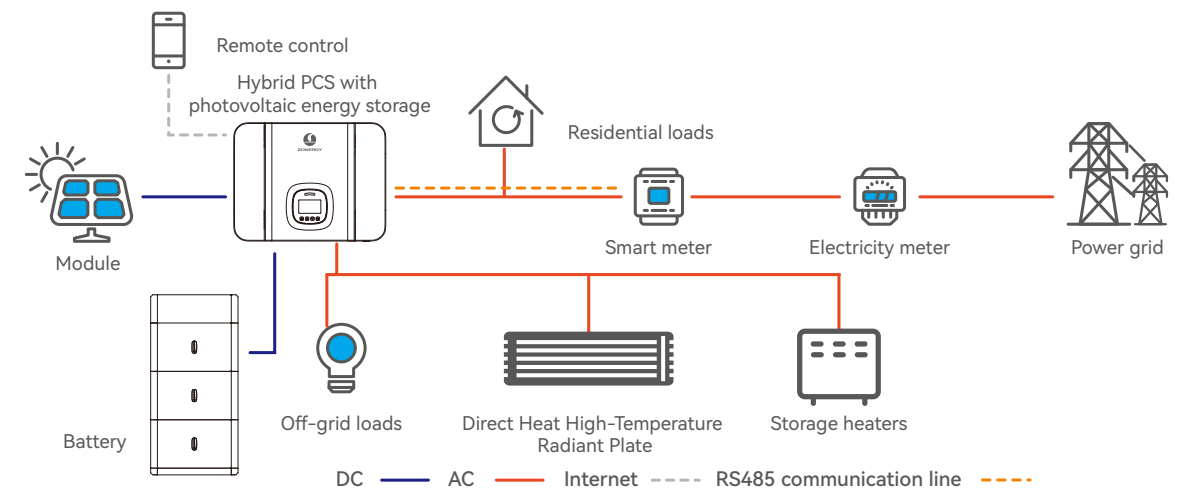 Remote control
Hybrid PCS with
photovoltaic energy storage
ZONERGY
Residential loads
Module
Smart meter
Electricity meter
Power grid
Battery
Off-grid loads
Direct Heat High-Temperature
Radiant Plate
Storage heaters
DC
AC
Internet
RS485 communication line